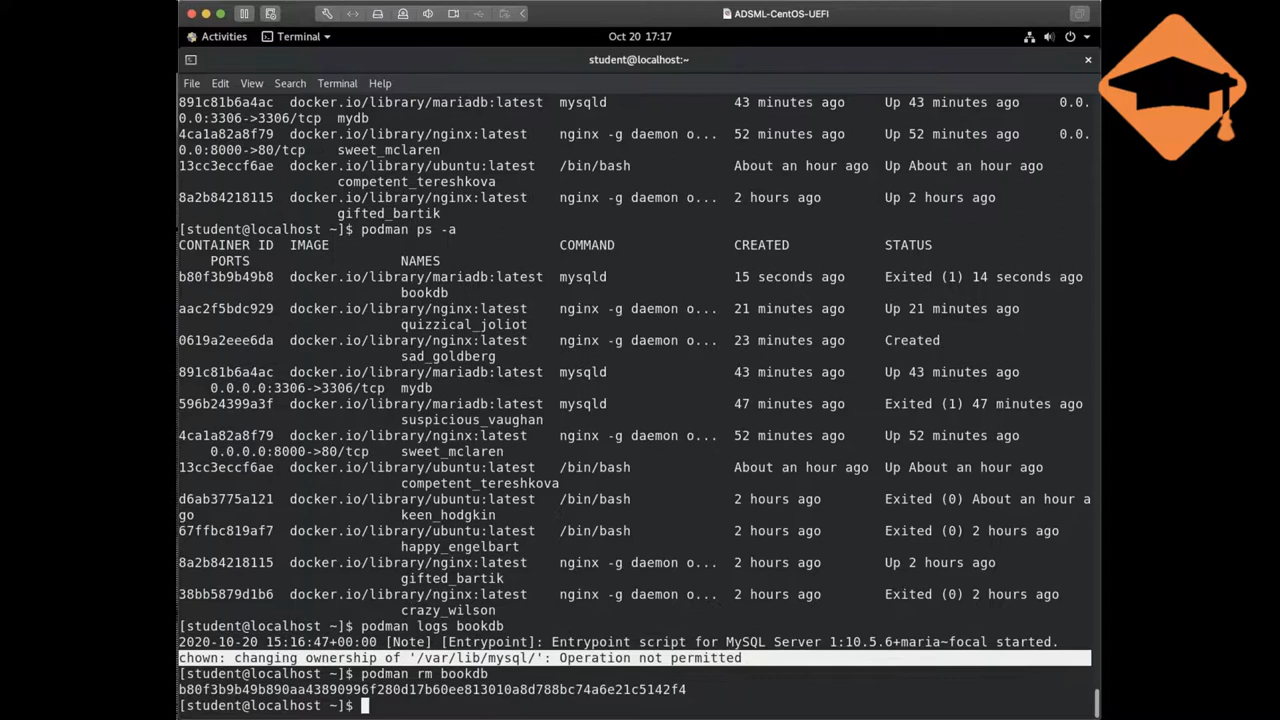 ADSML-CentOS-UEFI
Activities Terminal Oct 20 17:17
student@localhost:~
File Edit View Search Terminal Help
891c81b6a4ac docker.io/library/mariadb:latest mysqld 43 minutes ago Up 43 minutes ago 0.0.
0.0:3306->3306/tcp mydb
4ca1a82a8f79 docker.io/library/nginx:latest nginx -g daemon o... 52 minutes ago Up 52 minutes ago 0.0.
0.0:8000->80/tcp sweet_mclaren
13cc3eccf6ae docker.io/library/ubuntu:latest /bin/bash About an hour ago Up About an hour ago
competent_tereshkova
8a2b84218115 docker.io/library/nginx:latest nginx -g daemon o... 2 hours ago Up 2 hours ago
gifted_bartik
[student@localhost ~]$ podman ps -a
CONTAINER ID IMAGE COMMAND CREATED STATUS
PORTS NAMES
b80f3b9b49b8 docker.io/library/mariadb:latest mysqld 15 seconds ago Exited (1) 14 seconds ago
bookdb
aac2f5bdc929 docker.io/library/nginx:latest nginx -g daemon o... 21 minutes ago Up 21 minutes ago
quizzical_joliot
0619a2eee6da docker.io/library/nginx:latest nginx -g daemon o... 23 minutes ago Created
sad_goldberg
891c81b6a4ac docker.io/library/mariadb:latest mysqld 43 minutes ago Up 43 minutes ago
0.0.0.0:3306->3306/tcp mydb
596b24399a3f docker.io/library/mariadb:latest mysqld 47 minutes ago Exited (1) 47 minutes ago
suspicious_vaughan
4ca1a82a8f79 docker.io/library/nginx:latest nginx -g daemon o... 52 minutes ago Up 52 minutes ago
0.0.0.0:8000->80/tcp sweet_mclaren
13cc3eccf6ae docker.io/library/ubuntu:latest /bin/bash About an hour ago Up About an hour ago
competent_tereshkova
d6ab3775a121 docker.io/library/ubuntu:latest /bin/bash 2 hours ago Exited (0) About an hour a
go keen_hodgkin
67ffbc819af7 docker.io/library/ubuntu:latest /bin/bash 2 hours ago Exited (0) 2 hours ago
happy_engelbart
8a2b84218115 docker.io/library/nginx:latest nginx -g daemon o... 2 hours ago Up 2 hours ago
gifted_bartik
38bb5879d1b6 docker.io/library/nginx:latest nginx -g daemon o... 2 hours ago Exited (0) 2 hours ago
crazy_wilson
[student@localhost ~]$ podman logs bookdb
2020-10-20 15:16:47+00:00 [Note] [Entrypoint]: Entrypoint script for MySQL Server 1:10.5.6+maria~focal started.
chown: changing ownership of '/var/lib/mysql/': Operation not permitted
[student@localhost ~]$ podman rm bookdb
b80f3b9b49b890aa43890996f280d17b60ee813010a8d788bc74a6e21c5142f4
[student@localhost ~]$